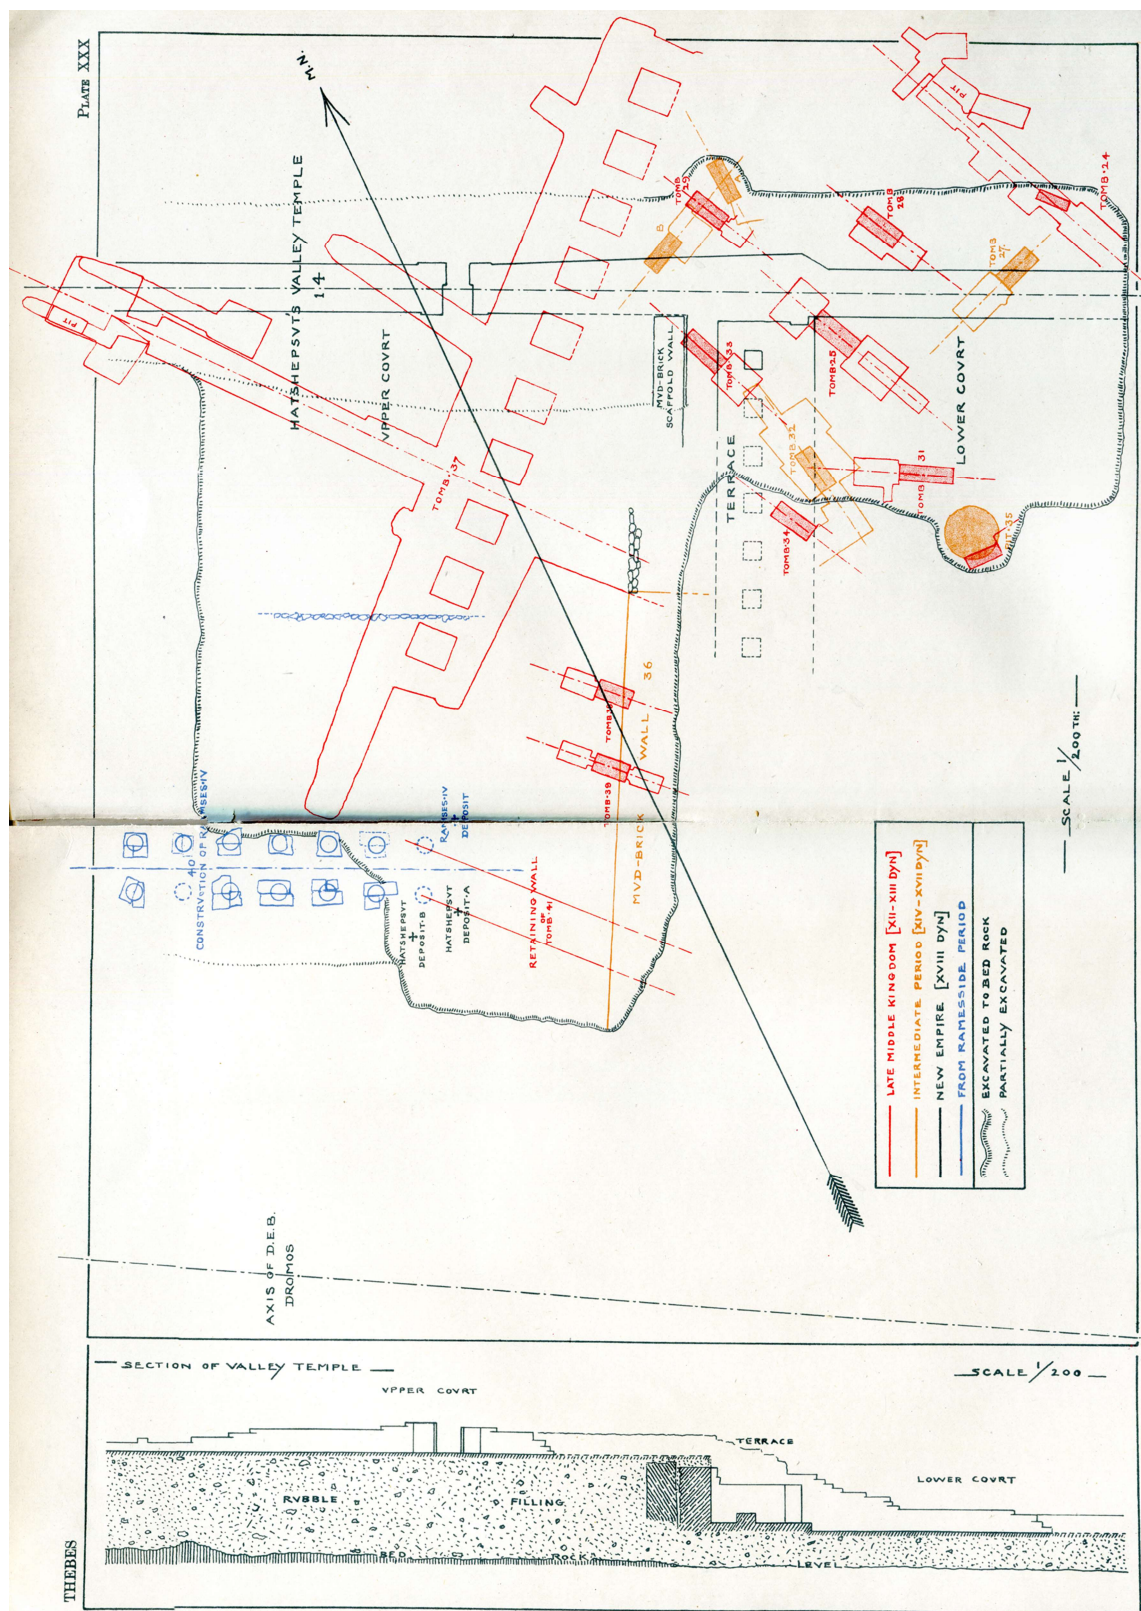 PLATE XXX
THEBES
M.N.
HATSHEPSVT'S VALLEY TEMPLE
14
VPPER COVRT
PIT
TOMB·37
TOMB
29
A
B
TOMB
28
PIT
TOMB·24
TOMB
27
MVD-BRICK
SCAFFOLD WALL
TOMB·33
TOMB·25
TERRACE
TOMB·32
TOMB
31
LOWER COVRT
TOMB·34
PIT·35
MVD-BRICK WALL 36
TOMB
TOMB·39
40
CONSTRUCTION OF RAMSES·IV
RAMSES·IV
DEPOSIT
HATSHEPSVT
DEPOSIT·B
HATSHEPSVT
DEPOSIT·A
RETAINING WALL
OF
TOMB·41
SCALE 1/200TH:
LATE MIDDLE KINGDOM [XII-XIII DYN]
INTERMEDIATE PERIOD [XIV-XVII DYN]
NEW EMPIRE [XVIII DYN]
FROM RAMESSIDE PERIOD
EXCAVATED TO BED ROCK
PARTIALLY EXCAVATED
AXIS OF D.E.B.
DROMOS
SECTION OF VALLEY TEMPLE
SCALE 1/200
VPPER COVRT
TERRACE
LOWER COVRT
RVBBLE FILLING
BED ROCK LEVEL